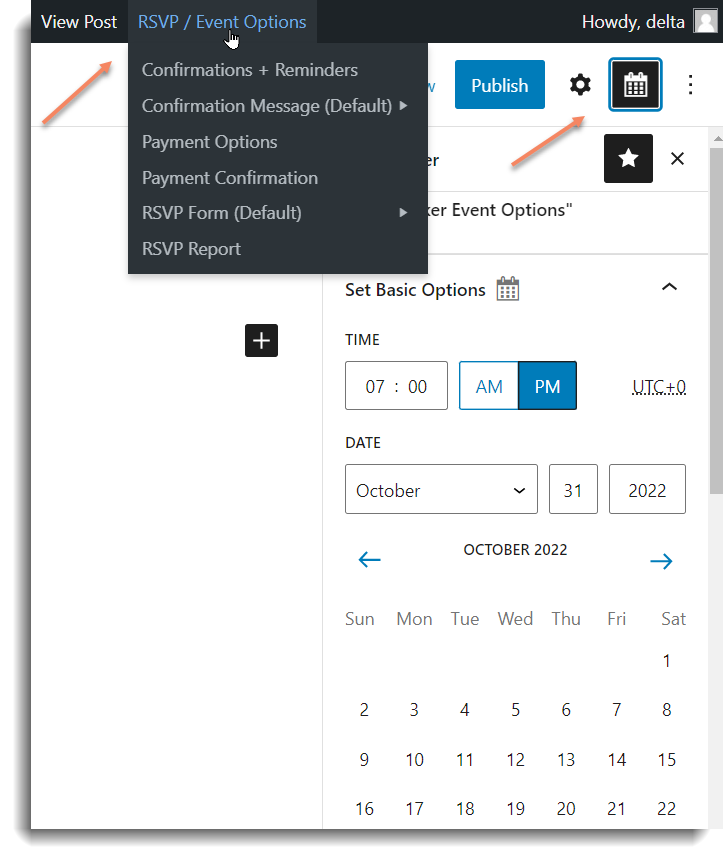 View Post RSVP / Event Options Howdy, delta
Confirmations + Reminders
Confirmation Message (Default)
Payment Options
Payment Confirmation
RSVP Form (Default)
RSVP Report
Publish
Event Options"
Set Basic Options
TIME
07 : 00 AM PM UTC+0
DATE
October 31 2022
OCTOBER 2022
Sun Mon Tue Wed Thu Fri Sat
1
2 3 4 5 6 7 8
9 10 11 12 13 14 15
16 17 18 19 20 21 22